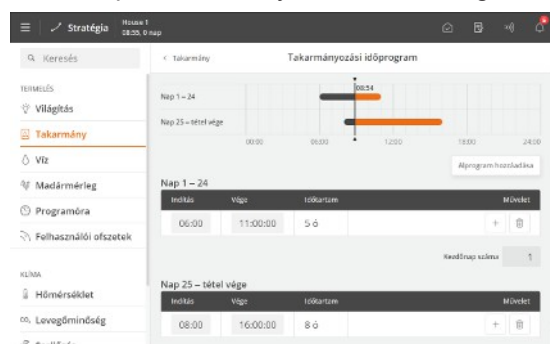 Stratégia
House 1
08:55, 0 nap
Keresés
Takarmány
Takarmányozási időprogram
TERMELÉS
Világítás
Takarmány
Víz
Madármérleg
Programóra
Felhasználói ofszetek
KLÍMA
Hőmérséklet
CO₂ Levegőminőség
08:54
Nap 1 – 24
Nap 25 – tétel vége
00:00 06:00 12:00 18:00 24:00
Alprogram hozzáadása
Nap 1 – 24
Indítás Vége Időtartam Művelet
06:00 11:00:00 5 ó
Kezdőnap száma 1
Nap 25 – tétel vége
Indítás Vége Időtartam Művelet
08:00 16:00:00 8 ó